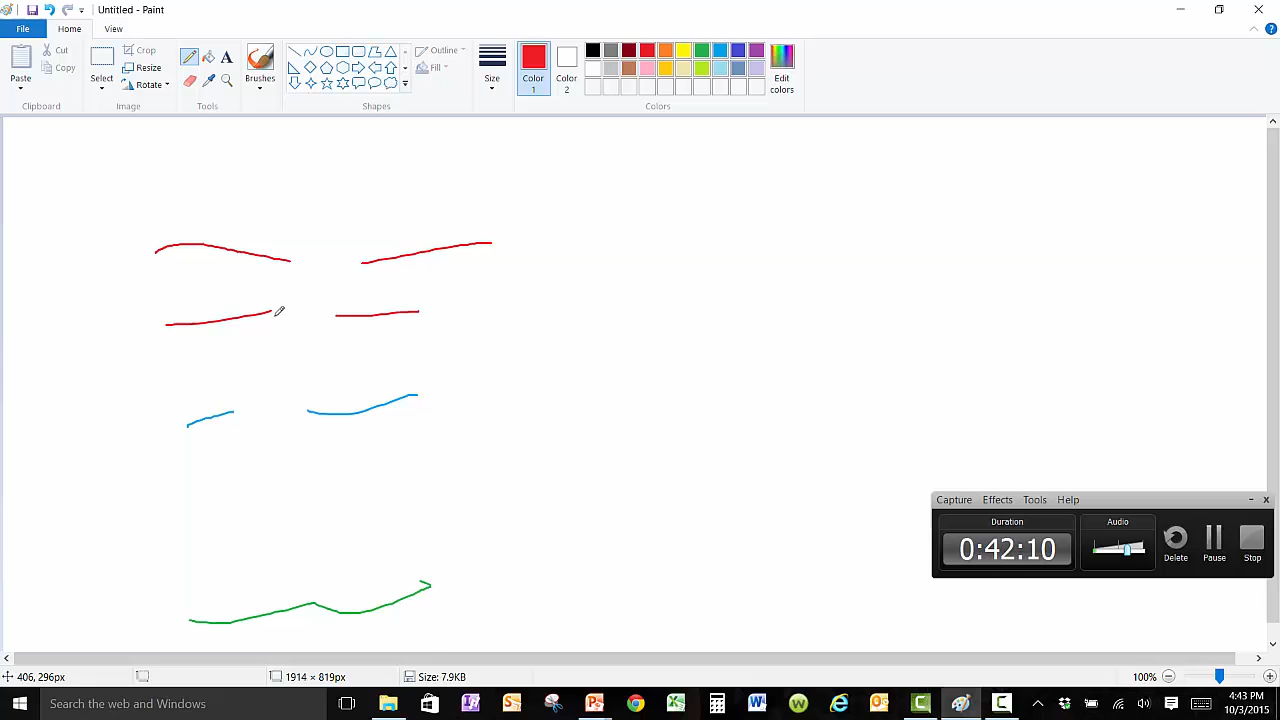 Untitled - Paint
File
Home
View
Paste
Cut
Copy
Clipboard
Select
Crop
Resize
Rotate
Image
Tools
Brushes
Shapes
Outline
Fill
Size
Color
1
Color
2
Edit
colors
Colors
Capture Effects Tools Help
Duration
0:42:10
Audio
Delete
Pause
Stop
406, 296px
1914 × 819px
Size: 7.9KB
100%
Search the web and Windows
4:43 PM
10/3/2015